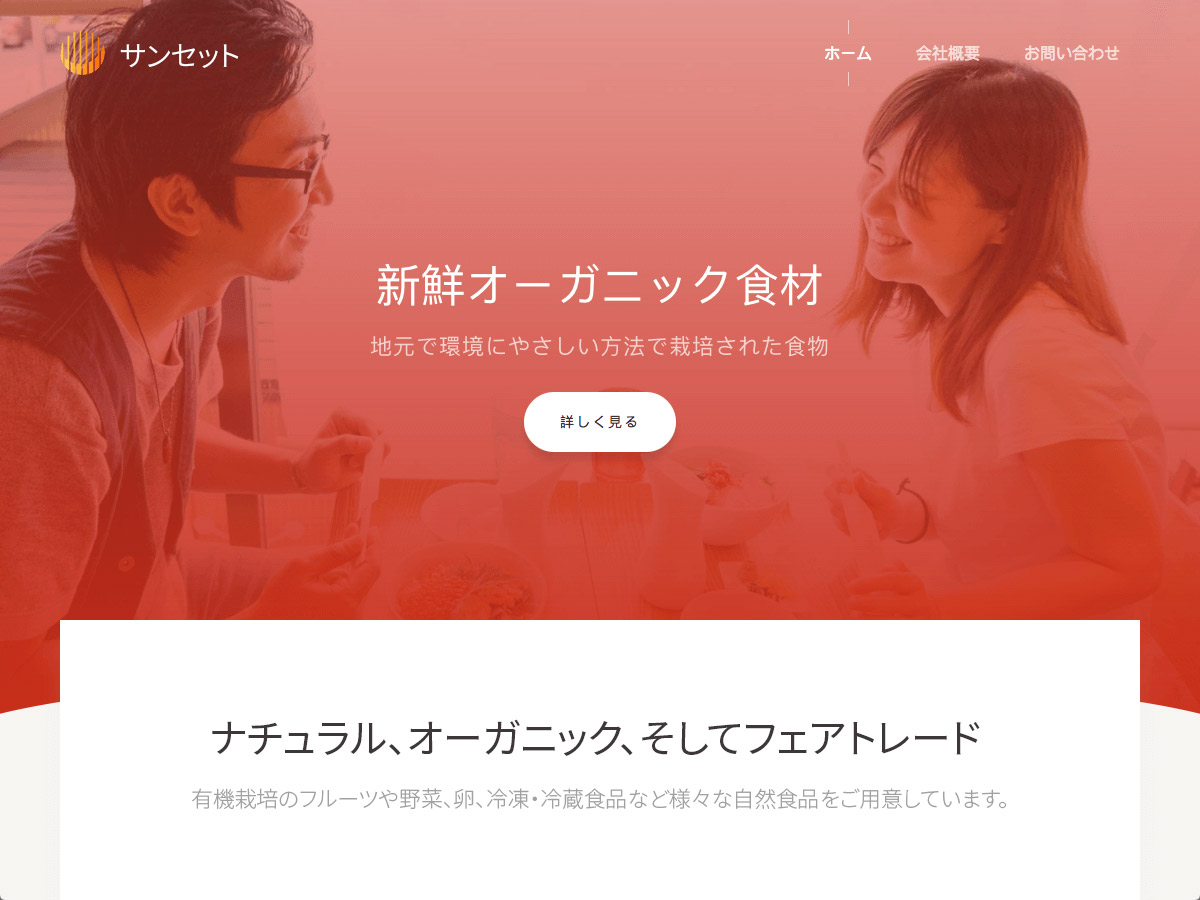 サンセット
ホーム 会社概要 お問い合わせ
新鮮オーガニック食材
地元で環境にやさしい方法で栽培された食物
詳しく見る
ナチュラル、オーガニック、そしてフェアトレード
有機栽培のフルーツや野菜、卵、冷凍・冷蔵食品など様々な自然食品をご用意しています。